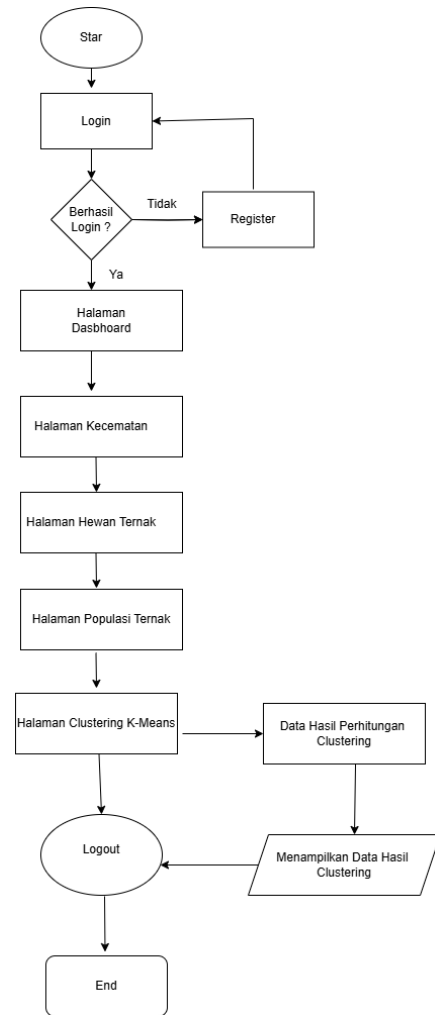 Star
Login
Berhasil
Login ?
Tidak
Register
Ya
Halaman
Dasbhoard
Halaman Kecematan
Halaman Hewan Ternak
Halaman Populasi Ternak
Halaman Clustering K-Means
Data Hasil Perhitungan
Clustering
Logout
Menampilkan Data Hasil
Clustering
End